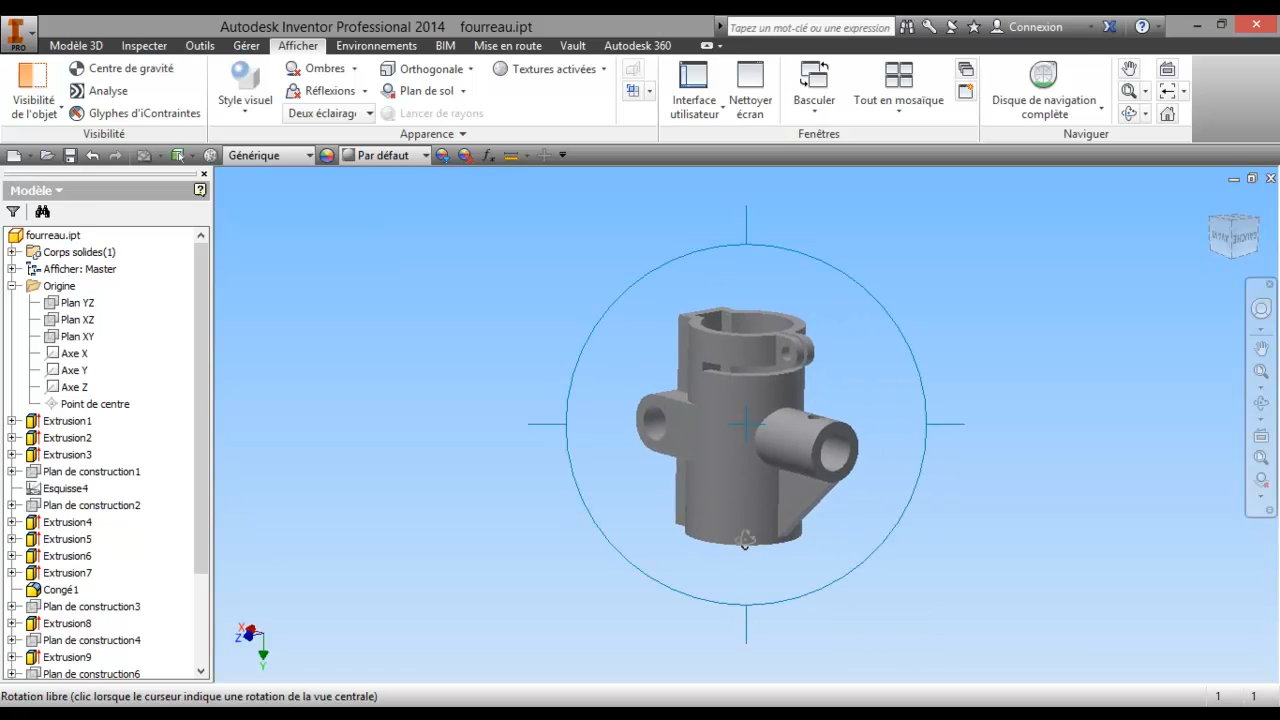 Autodesk Inventor Professional 2014 fourreau.ipt
Tapez un mot-clé ou une expression
Connexion
PRO
Modèle 3D Inspecter Outils Gérer Afficher Environnements BIM Mise en route Vault Autodesk 360
Visibilité de l'objet
Centre de gravité
Analyse
Glyphes d'iContraintes
Visibilité
Style visuel
Ombres
Réflexions
Deux éclairag
Orthogonale
Plan de sol
Lancer de rayons
Textures activées
Apparence
Interface utilisateur
Nettoyer écran
Basculer
Tout en mosaïque
Fenêtres
Disque de navigation complète
Naviguer
Générique
Par défaut
Modèle
fourreau.ipt
Corps solides(1)
Afficher: Master
Origine
Plan YZ
Plan XZ
Plan XY
Axe X
Axe Y
Axe Z
Point de centre
Extrusion1
Extrusion2
Extrusion3
Plan de construction1
Esquisse4
Plan de construction2
Extrusion4
Extrusion5
Extrusion6
Extrusion7
Congé1
Plan de construction3
Extrusion8
Plan de construction4
Extrusion9
Plan de construction6
X
Z
Y
Rotation libre (clic lorsque le curseur indique une rotation de la vue centrale)
1 1